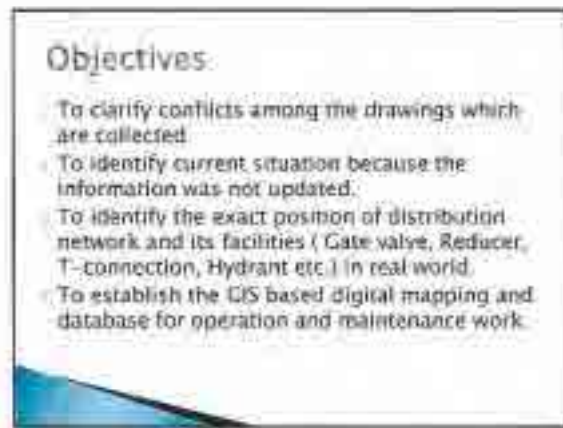 Objectives
To clarify conflicts among the drawings which
are collected
To identify current situation because the
information was not updated.
To identify the exact position of distribution
network and its facilities ( Gate valve, Reducer,
T-connection, Hydrant etc ) in real world.
To establish the GIS based digital mapping and
database for operation and maintenance work.